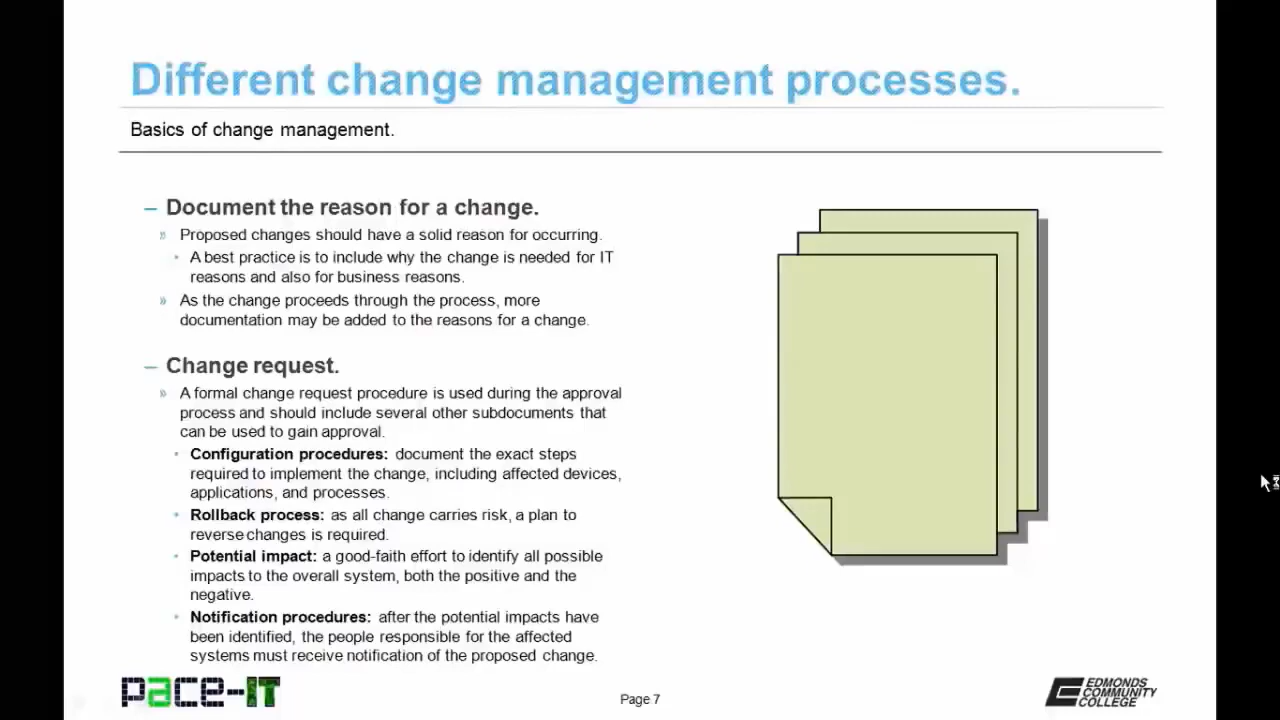 Different change management processes.
Basics of change management.
– Document the reason for a change.
» Proposed changes should have a solid reason for occurring.
• A best practice is to include why the change is needed for IT
reasons and also for business reasons.
» As the change proceeds through the process, more
documentation may be added to the reasons for a change.
– Change request.
» A formal change request procedure is used during the approval
process and should include several other subdocuments that
can be used to gain approval.
• Configuration procedures: document the exact steps
required to implement the change, including affected devices,
applications, and processes.
• Rollback process: as all change carries risk, a plan to
reverse changes is required.
• Potential impact: a good-faith effort to identify all possible
impacts to the overall system, both the positive and the
negative.
• Notification procedures: after the potential impacts have
been identified, the people responsible for the affected
systems must receive notification of the proposed change.
pace-IT
Page 7
EDMONDS
COMMUNITY
COLLEGE